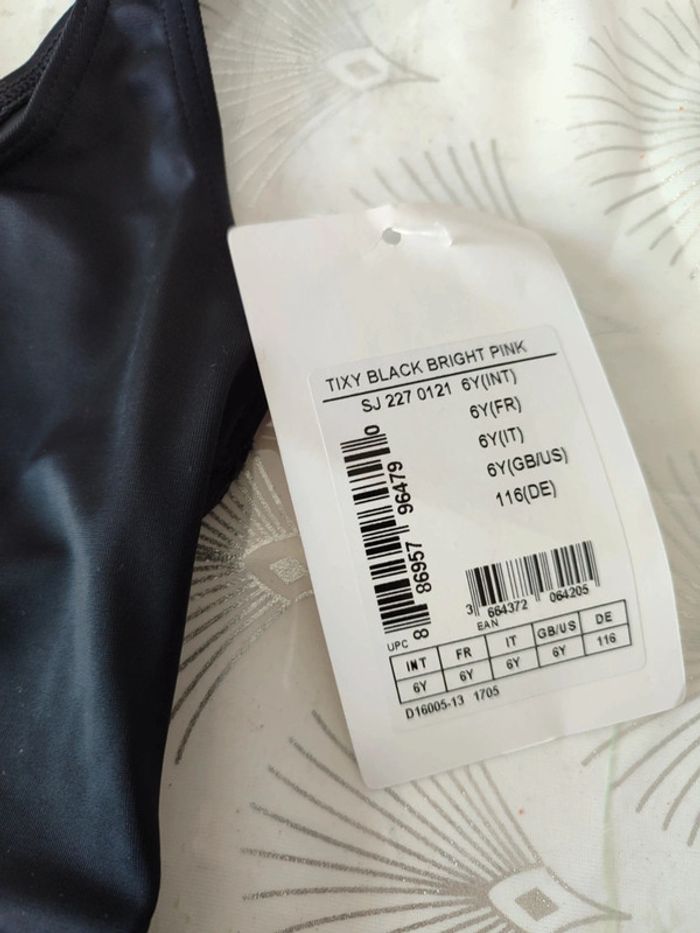 TIXY BLACK BRIGHT PINK
SJ 227 0121 6Y(INT)
6Y(FR)
6Y(IT)
6Y(GB/US)
116(DE)
UPC
8 86957 96479 0
3 664372 064205
EAN
INT FR IT GB/US DE
6Y 6Y 6Y 6Y 116
D16005-13 1705